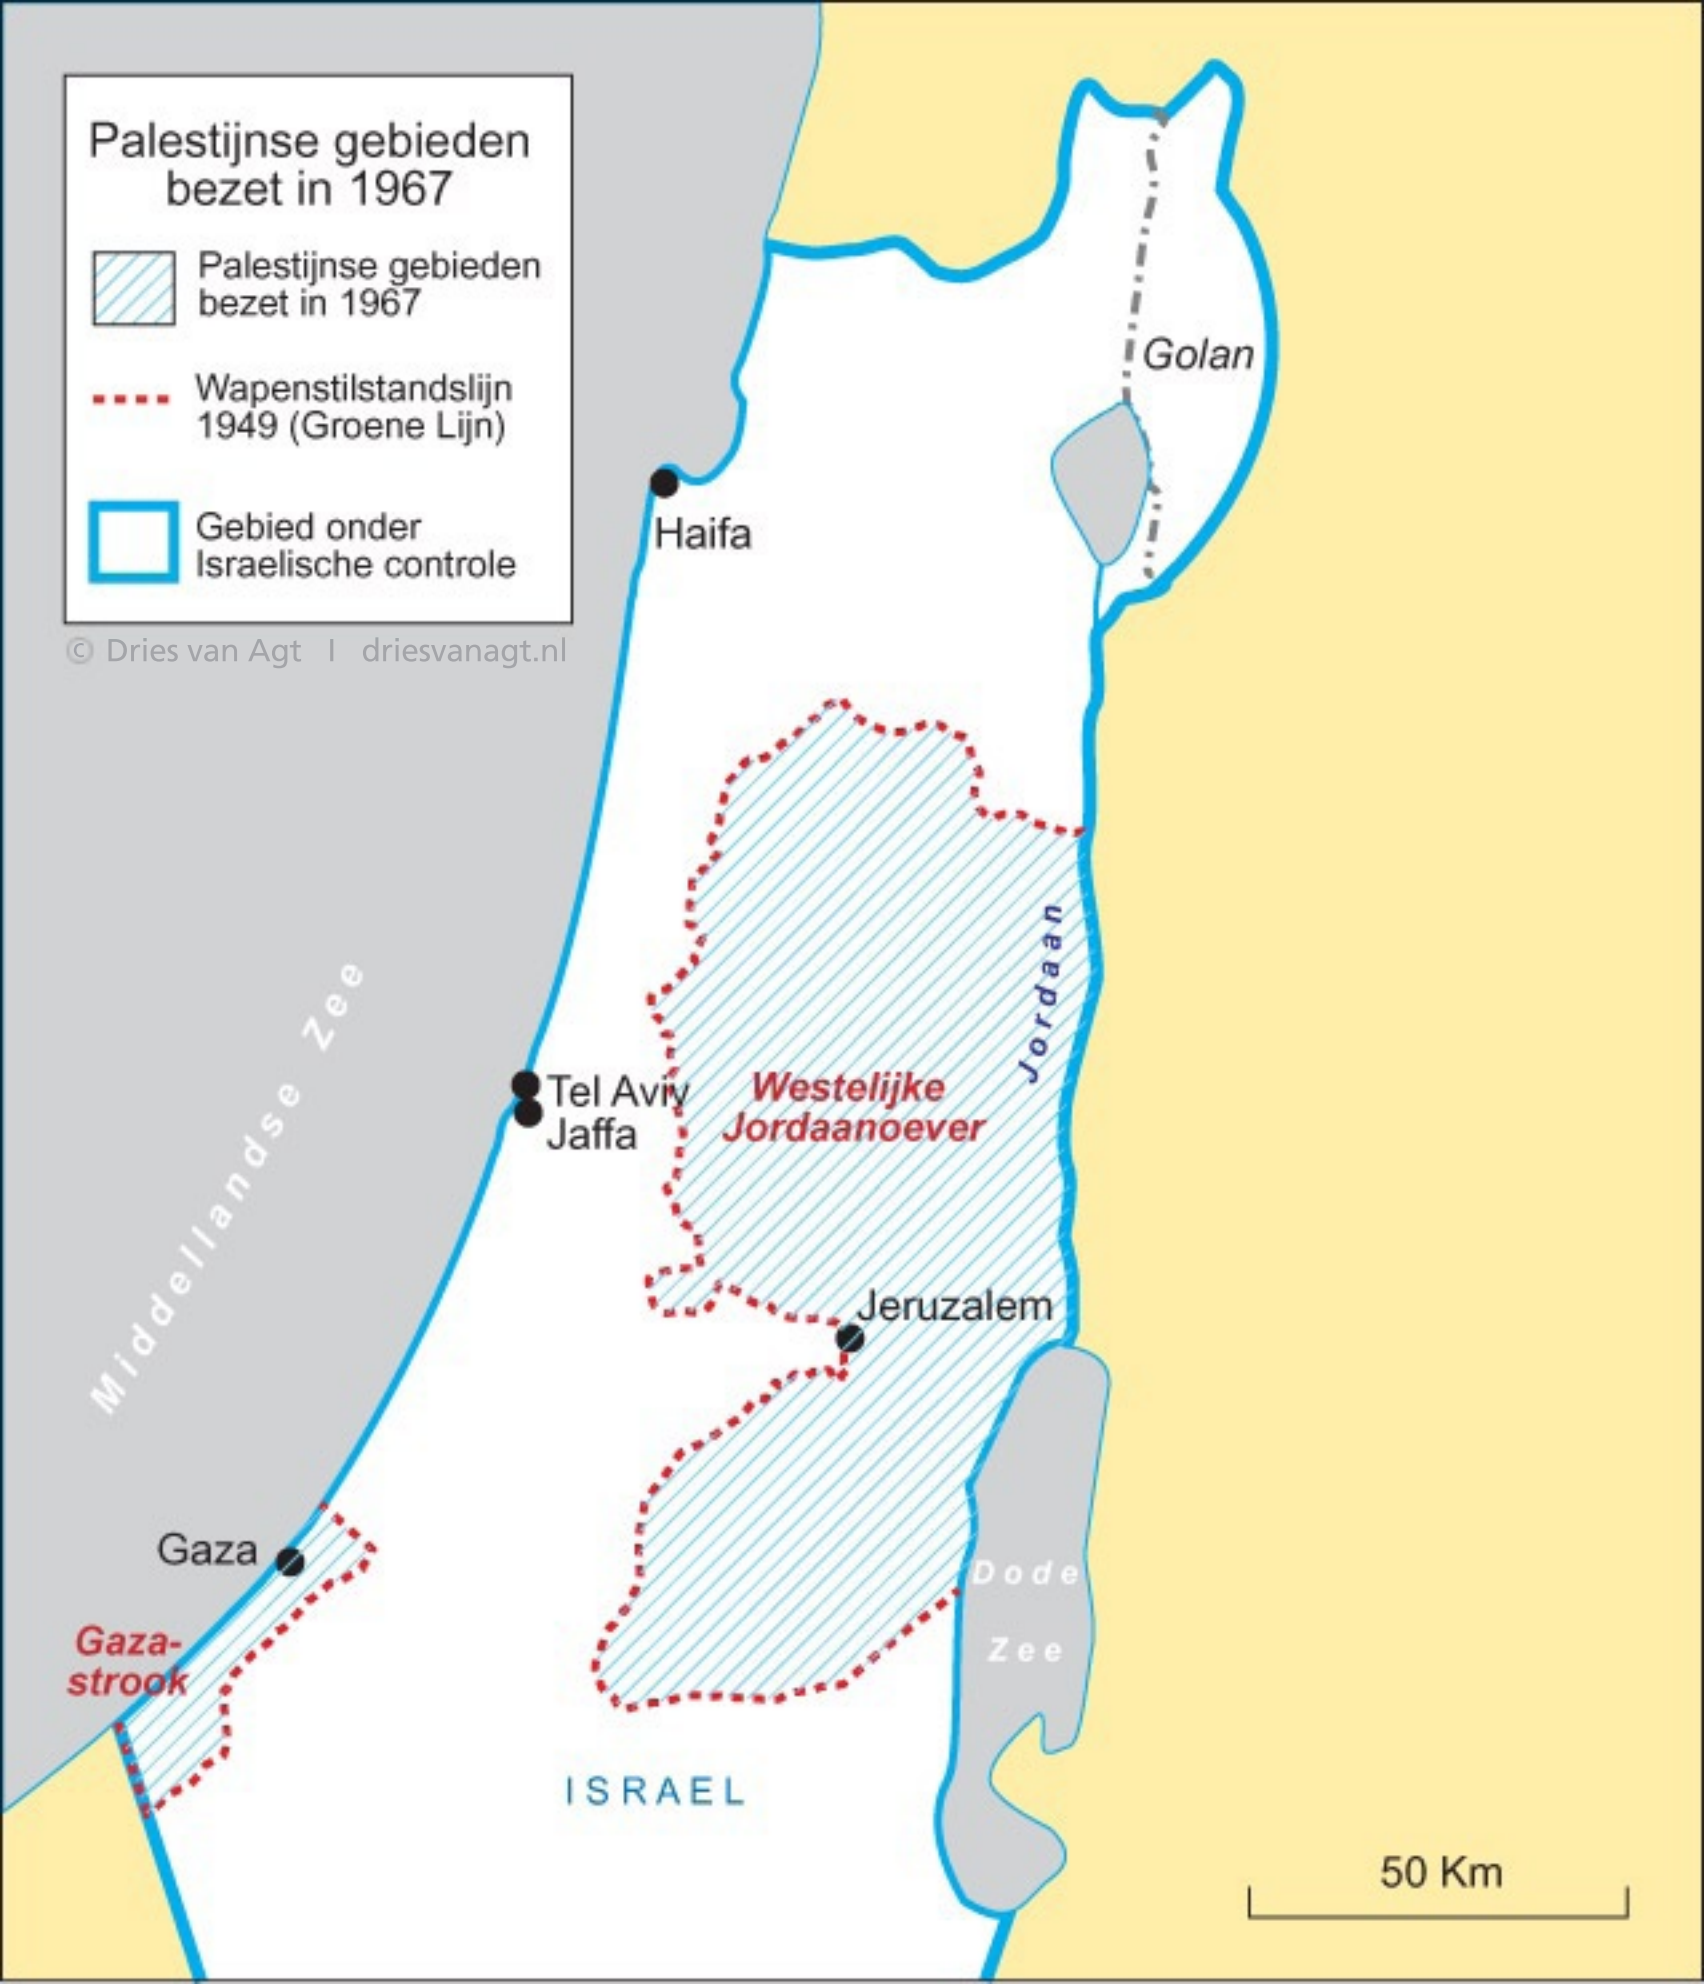 Palestijnse gebieden
bezet in 1967
Palestijnse gebieden
bezet in 1967
Wapenstilstandslijn
1949 (Groene Lijn)
Gebied onder
Israelische controle
© Dries van Agt | driesvanagt.nl
Golan
Haifa
Middellandse Zee
Jordaan
Tel Aviv
Jaffa
Westelijke
Jordaanoever
Jeruzalem
Gaza
Gaza-
strook
Dode
Zee
ISRAEL
50 Km